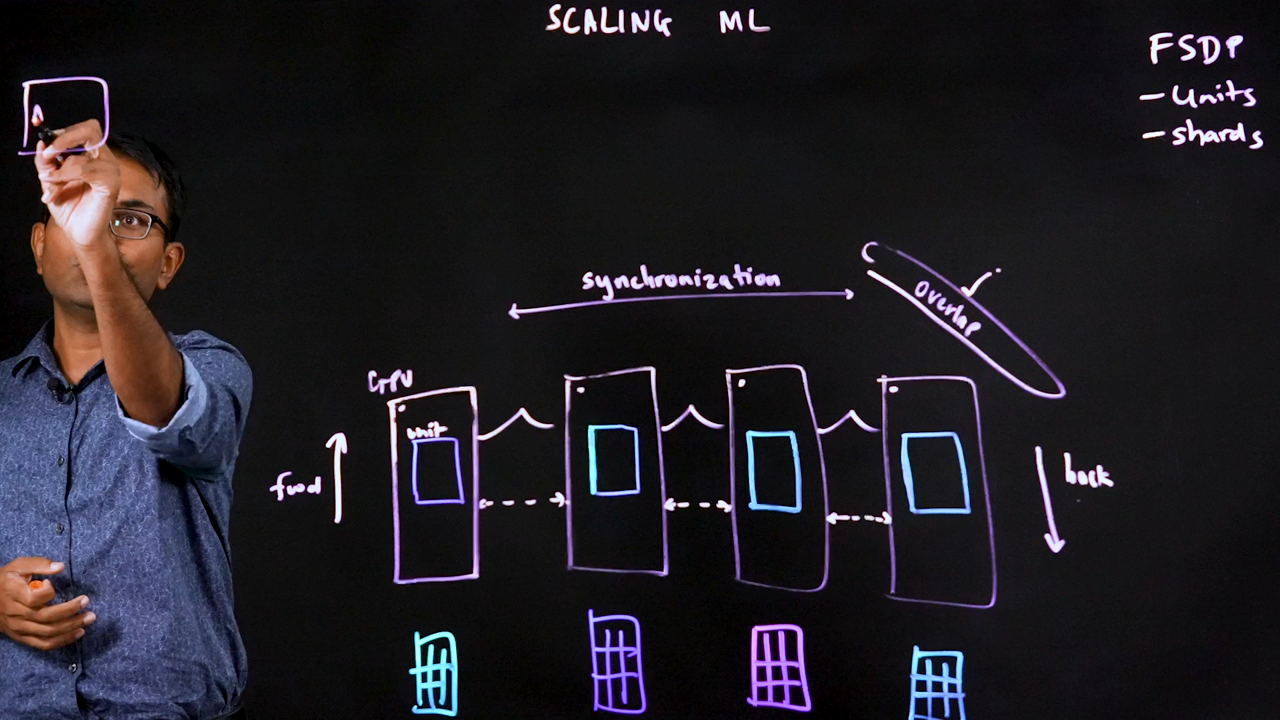 SCALING ML
FSDP
- Units
- shards
synchronization
overlap
GPU
unit
fwd
back